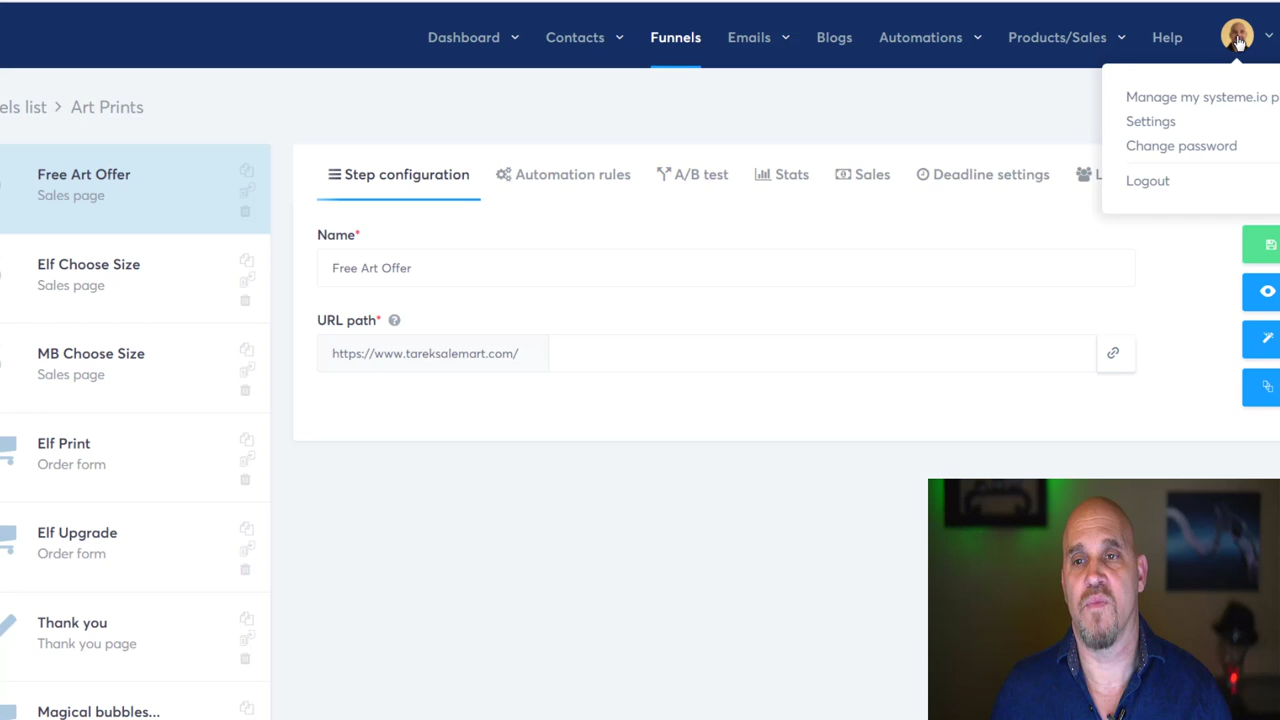 Dashboard Contacts Funnels Emails Blogs Automations Products/Sales Help
Manage my systeme.io p
Settings
Change password
Logout
els list > Art Prints
Free Art Offer
Sales page
Elf Choose Size
Sales page
MB Choose Size
Sales page
Elf Print
Order form
Elf Upgrade
Order form
Thank you
Thank you page
Magical bubbles...
Step configuration Automation rules A/B test Stats Sales Deadline settings L
Name*
Free Art Offer
URL path* ?
https://www.tareksalemart.com/